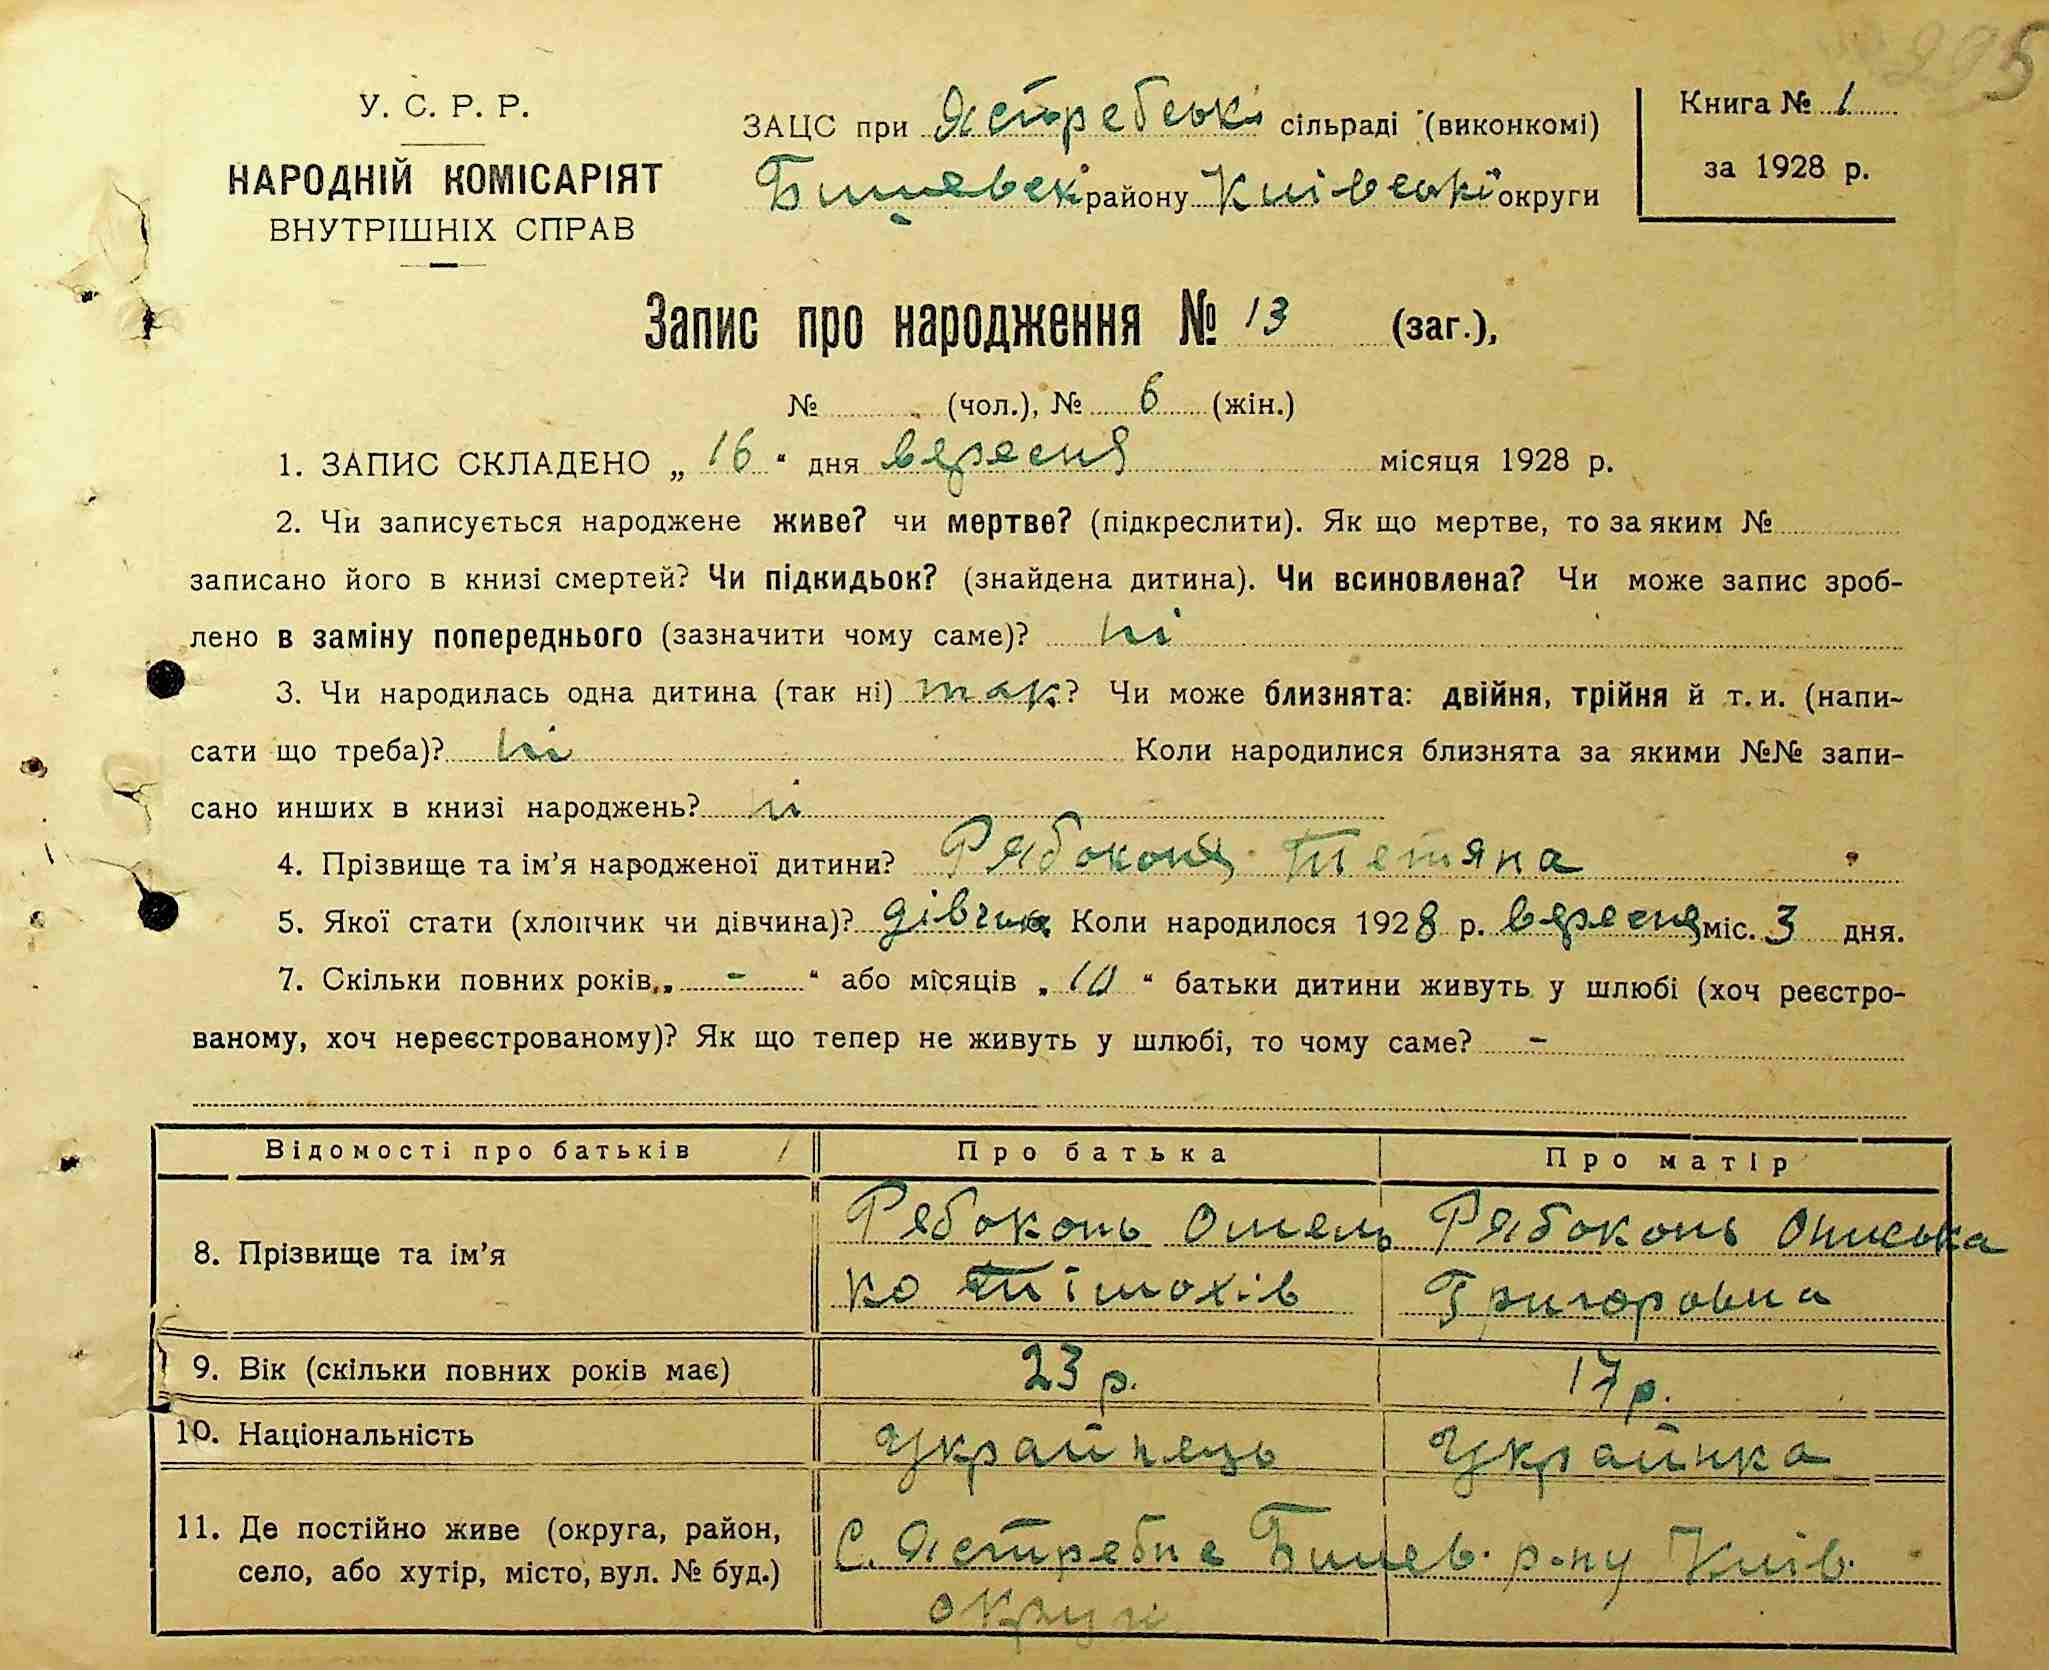 295
У. С. Р. Р.
НАРОДНІЙ КОМІСАРІЯТ
ВНУТРІШНІХ СПРАВ
ЗАЦС при Ястребські сільраді (виконкомі)
Бишевськ району Київські округи
Книга № 1
за 1928 р.
Запис про народження № 13 (заг.),
№ (чол.), № 6 (жін.)
1. ЗАПИС СКЛАДЕНО „ 16 " дня вересня місяця 1928 р.
2. Чи записується народжене живе? чи мертве? (підкреслити). Як що мертве, то за яким №
записано його в книзі смертей? Чи підкидьок? (знайдена дитина). Чи всиновлена? Чи може запис зроб-
лено в заміну попереднього (зазначити чому саме)? ні
3. Чи народилась одна дитина (так ні) так? Чи може близнята: двійня, трійня й т. и. (напи-
сати що треба)? ні Коли народилися близнята за якими №№ запи-
сано инших в книзі народжень? ні
4. Прізвище та ім'я народженої дитини? Рябоконя Тетяна
5. Якої стати (хлопчик чи дівчина)? дівчина Коли народилося 1928 р. вересня міс. 3 дня.
7. Скільки повних років „ - " або місяців „ 10 " батьки дитини живуть у шлюбі (хоч реєстро-
ваному, хоч нереєстрованому)? Як що тепер не живуть у шлюбі, то чому саме? -
Відомості про батьків Про батька Про матір
8. Прізвище та ім'я Рябоконь Омель Рябоконь Ониська
ко Тімохів Григоровна
9. Вік (скільки повних років має) 23 р. 17 р.
10. Національність Українець Українка
11. Де постійно живе (округа, район,
село, або хутір, місто, вул. № буд.) С. Ястребне Бишев. р-ну Київ.
округи